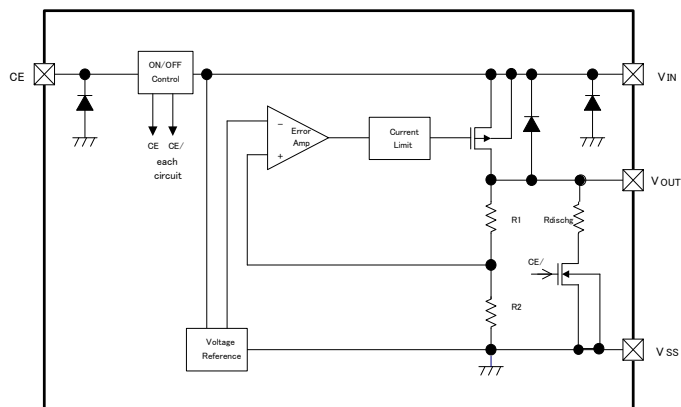 CE
ON/OFF
Control
VIN
CE CE/
each
circuit
−
Error
Amp
+
Current
Limit
VOUT
R1
Rdischg
CE/
R2
Voltage
Reference
VSS